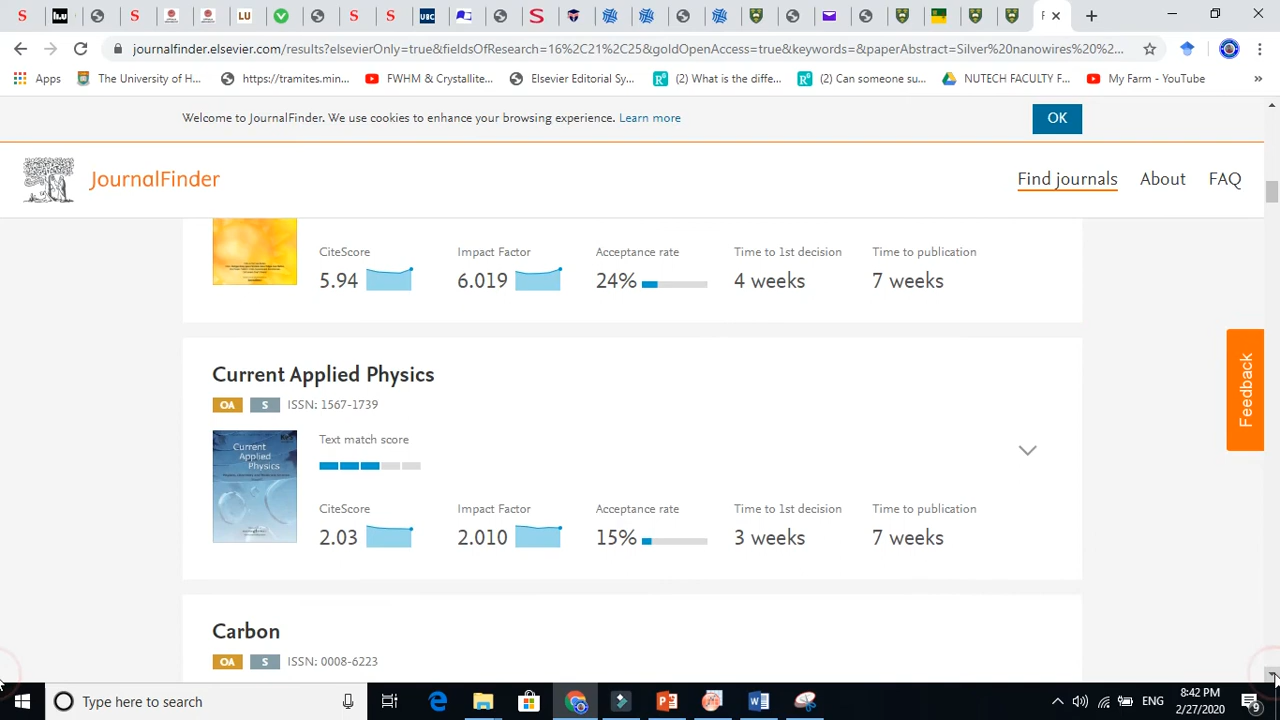 journalfinder.elsevier.com/results?elsevierOnly=true&fieldsOfResearch=16%2C21%2C25&goldOpenAccess=true&keywords=&paperAbstract=Silver%20nanowires%20%2...
Apps The University of H... https://tramites.min... FWHM & Crystallite... Elsevier Editorial Sy... (2) What is the diffe... (2) Can someone su... NUTECH FACULTY F... My Farm - YouTube »
Welcome to JournalFinder. We use cookies to enhance your browsing experience. Learn more OK
JournalFinder Find journals About FAQ
CiteScore Impact Factor Acceptance rate Time to 1st decision Time to publication
5.94 6.019 24% 4 weeks 7 weeks
Feedback
Current Applied Physics
OA S ISSN: 1567-1739
Current Applied Physics
Text match score
CiteScore Impact Factor Acceptance rate Time to 1st decision Time to publication
2.03 2.010 15% 3 weeks 7 weeks
Carbon
OA S ISSN: 0008-6223
Type here to search
ENG 8:42 PM
2/27/2020